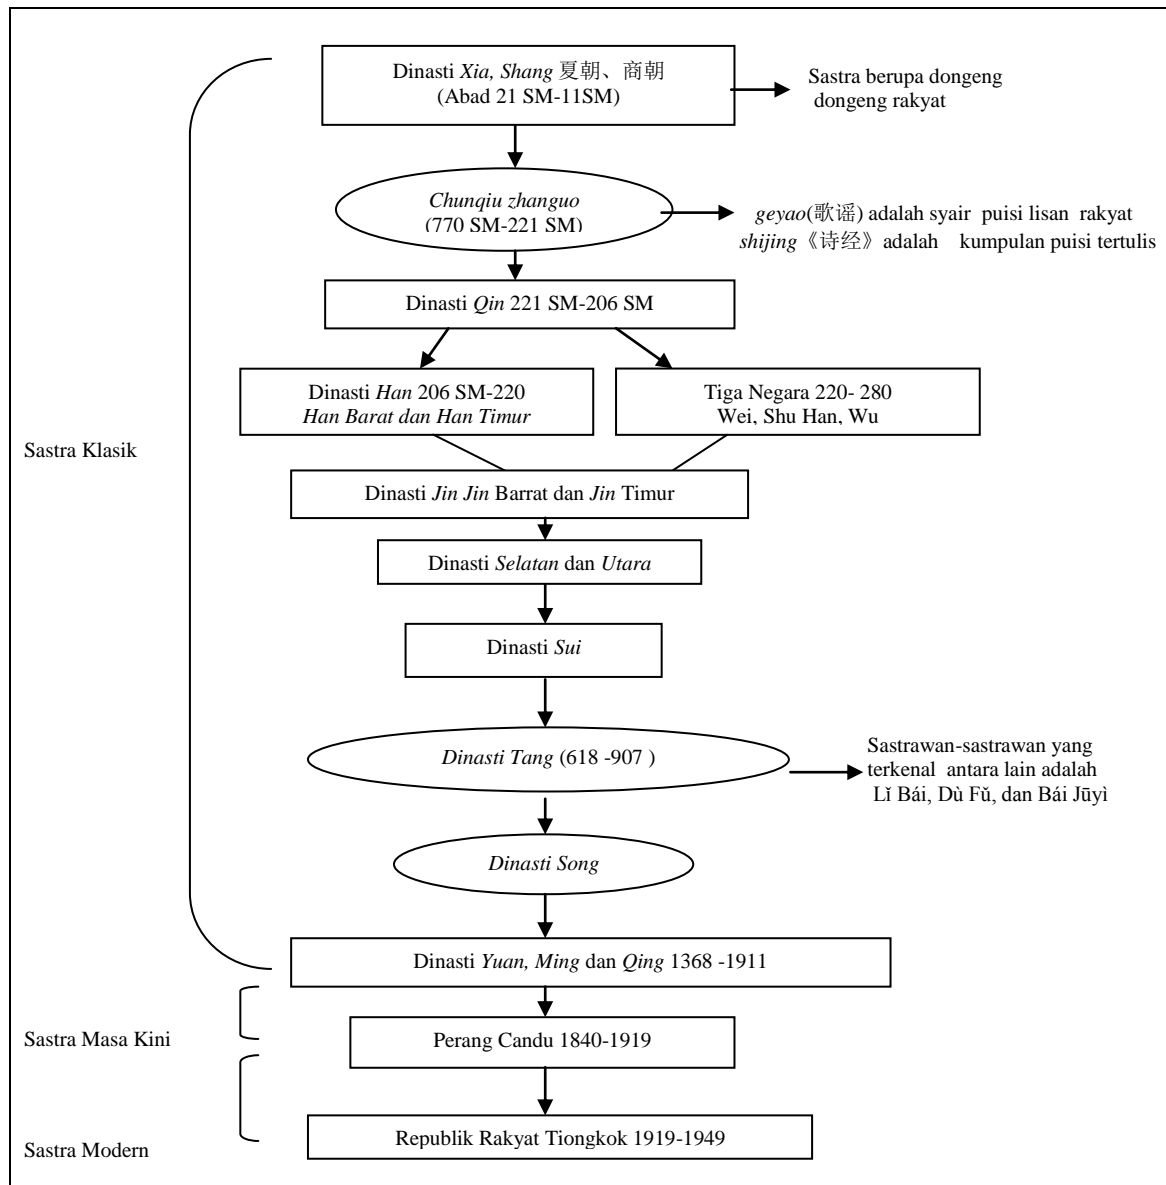 Dinasti Xia, Shang 夏朝、商朝
(Abad 21 SM-11SM)
Sastra berupa dongeng
dongeng rakyat
Chunqiu zhanguo
(770 SM-221 SM)
geyao(歌谣) adalah syair puisi lisan rakyat
shijing《诗经》adalah kumpulan puisi tertulis
Dinasti Qin 221 SM-206 SM
Dinasti Han 206 SM-220
Han Barat dan Han Timur
Tiga Negara 220- 280
Wei, Shu Han, Wu
Sastra Klasik
Dinasti Jin Jin Barrat dan Jin Timur
Dinasti Selatan dan Utara
Dinasti Sui
Dinasti Tang (618 -907 )
Sastrawan-sastrawan yang
terkenal antara lain adalah
Lǐ Bái, Dù Fǔ, dan Bái Jūyì
Dinasti Song
Dinasti Yuan, Ming dan Qing 1368 -1911
Sastra Masa Kini
Perang Candu 1840-1919
Republik Rakyat Tiongkok 1919-1949
Sastra Modern